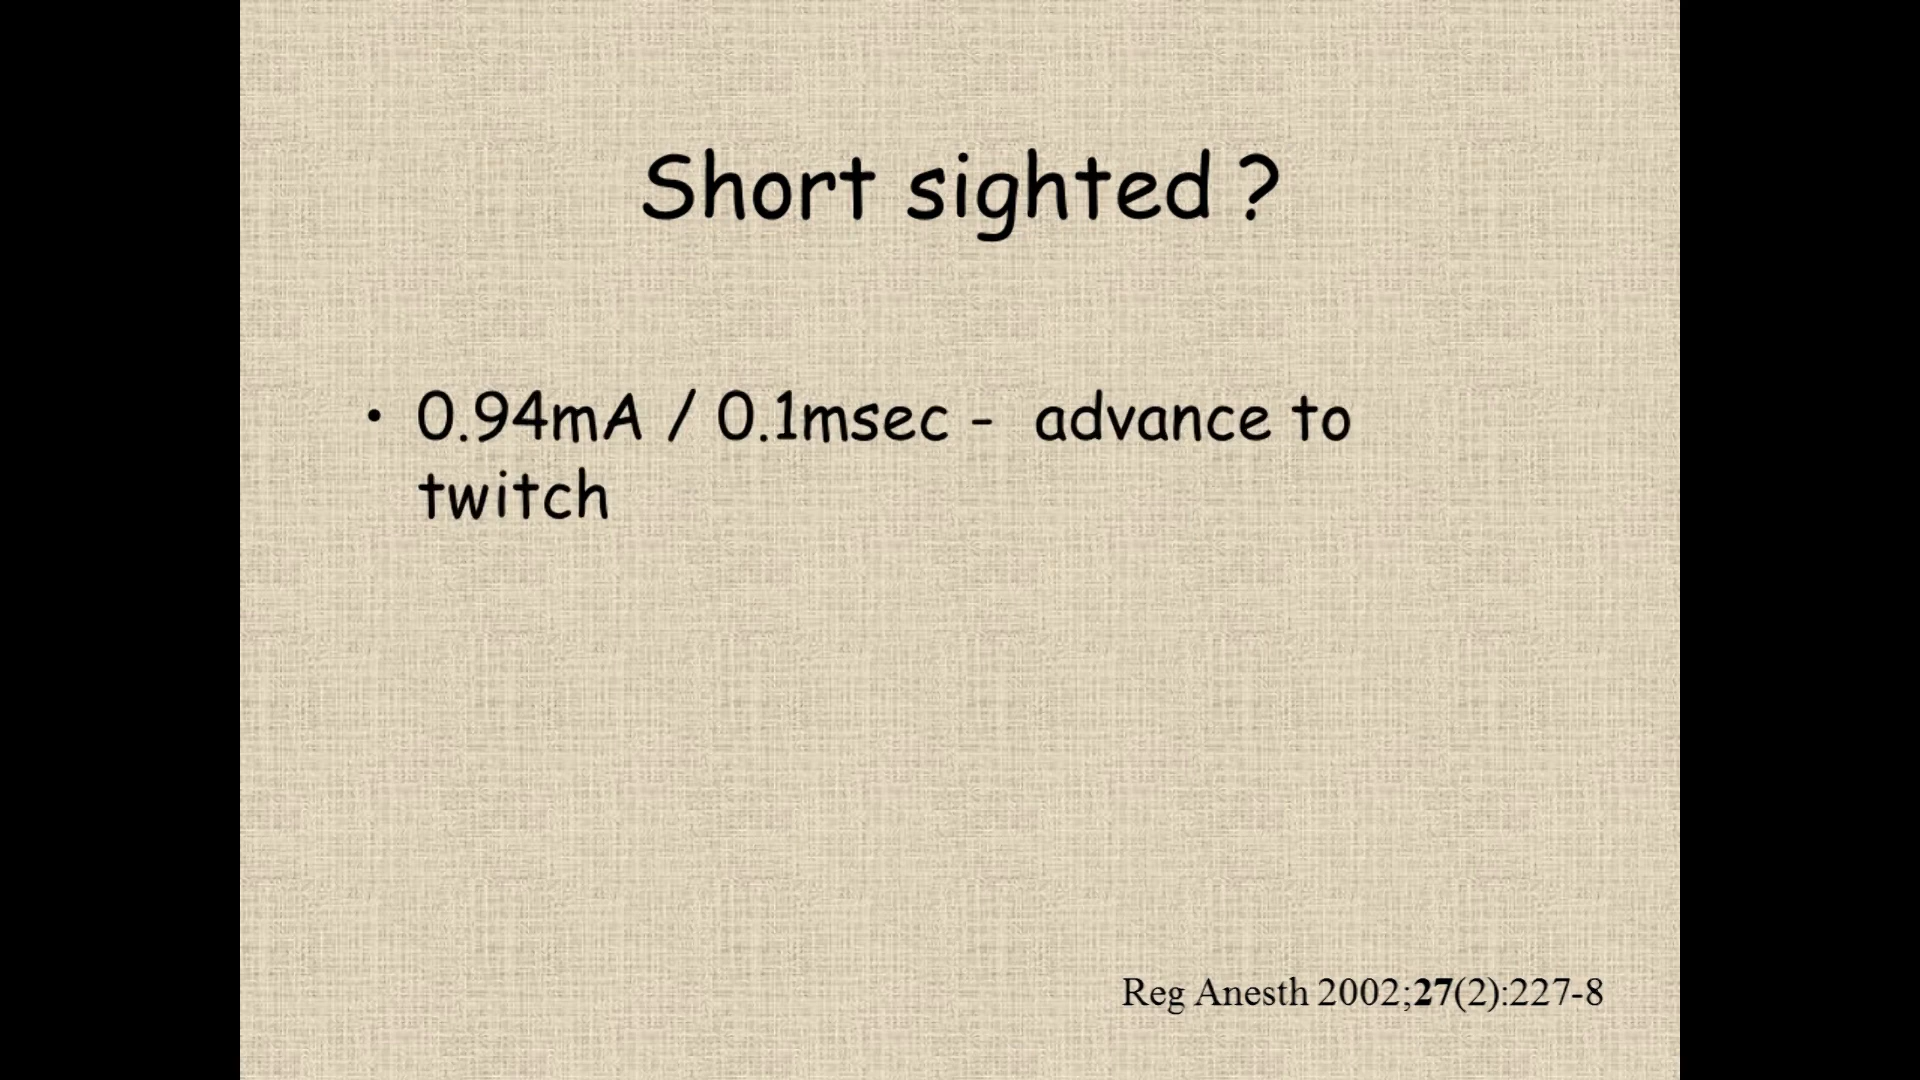 Short sighted ?
• 0.94mA / 0.1msec - advance to
twitch
Reg Anesth 2002;27(2):227-8